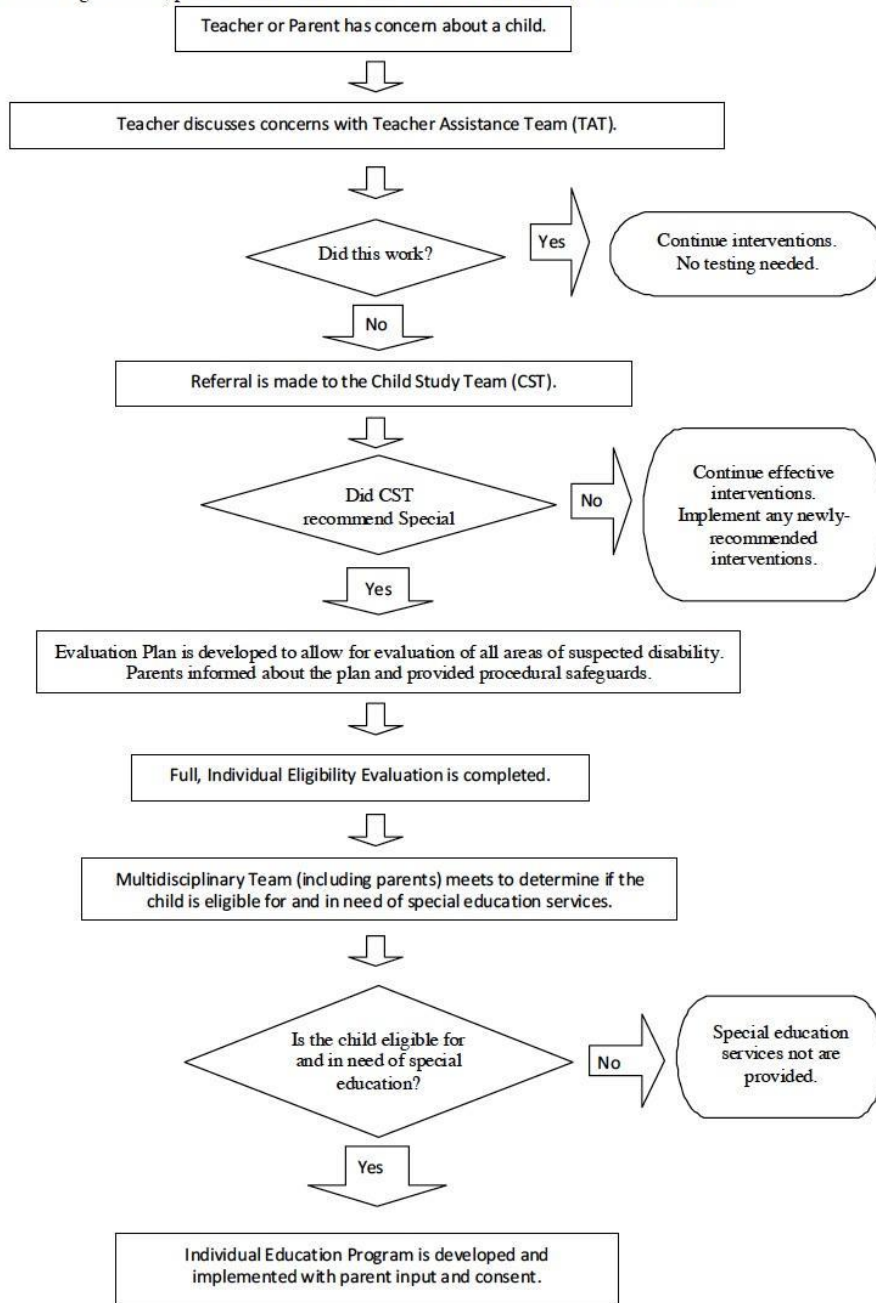 Teacher or Parent has concern about a child.
Teacher discusses concerns with Teacher Assistance Team (TAT).
Did this work?
Yes
Continue interventions.
No testing needed.
No
Referral is made to the Child Study Team (CST).
Did CST
recommend Special
No
Continue effective
interventions.
Implement any newly-
recommended
interventions.
Yes
Evaluation Plan is developed to allow for evaluation of all areas of suspected disability.
Parents informed about the plan and provided procedural safeguards.
Full, Individual Eligibility Evaluation is completed.
Multidisciplinary Team (including parents) meets to determine if the
child is eligible for and in need of special education services.
Is the child eligible for
and in need of special
education?
No
Special education
services not are
provided.
Yes
Individual Education Program is developed and
implemented with parent input and consent.